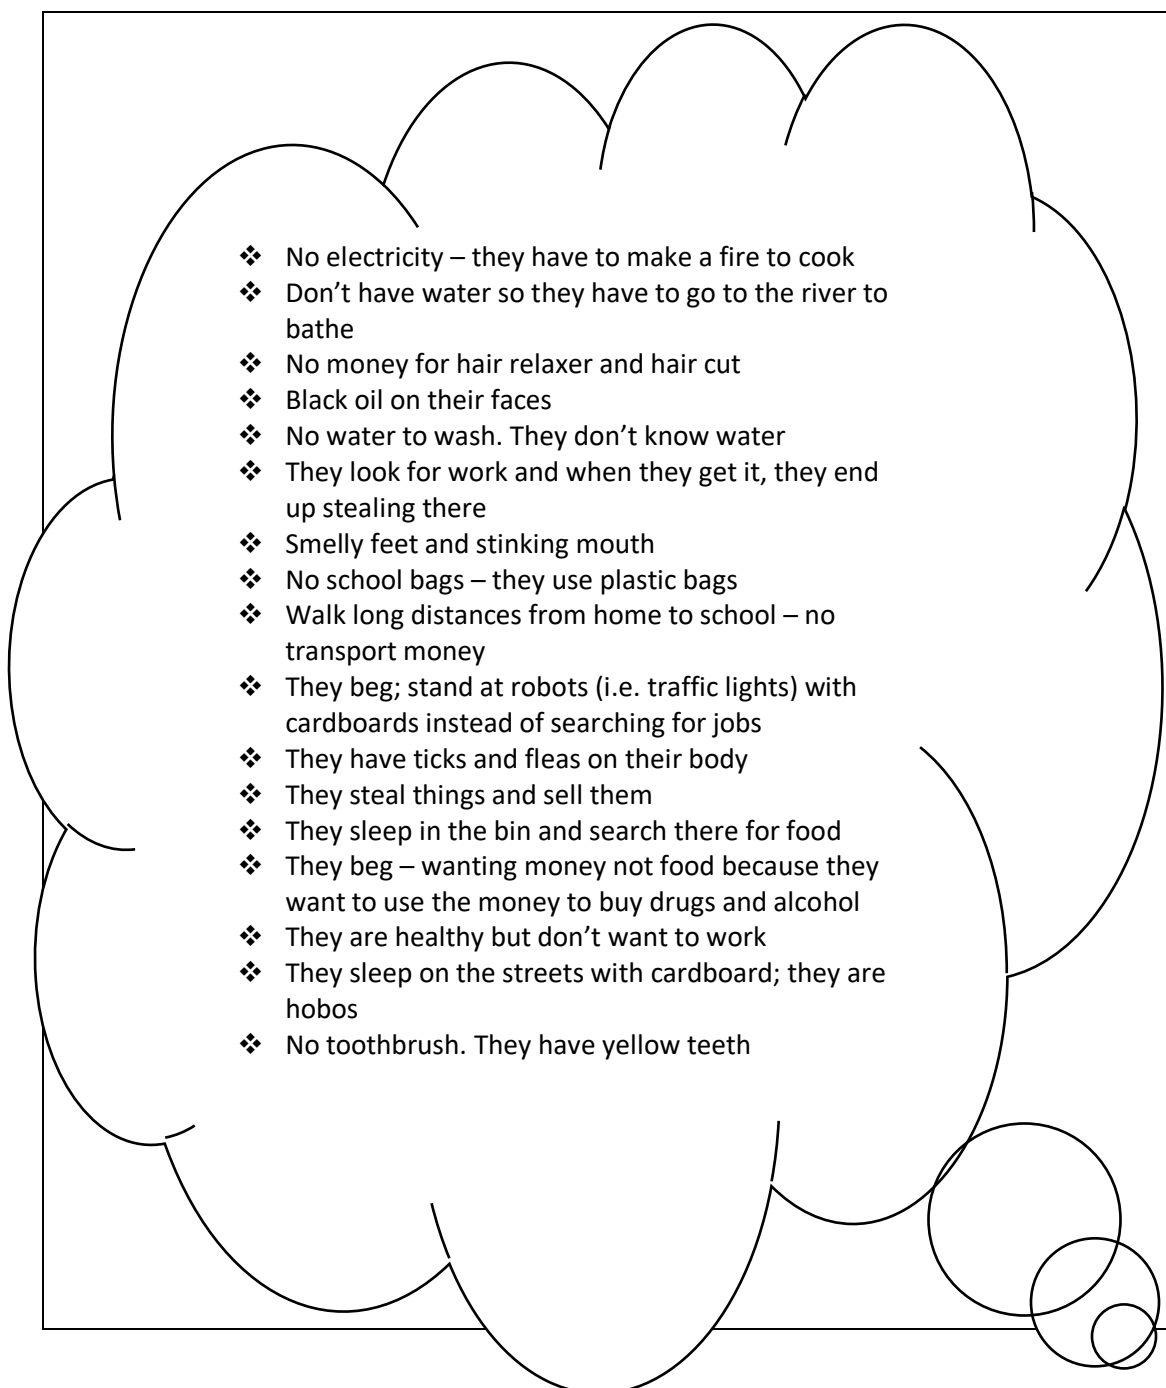 ❖ No electricity – they have to make a fire to cook
❖ Don’t have water so they have to go to the river to
bathe
❖ No money for hair relaxer and hair cut
❖ Black oil on their faces
❖ No water to wash. They don’t know water
❖ They look for work and when they get it, they end
up stealing there
❖ Smelly feet and stinking mouth
❖ No school bags – they use plastic bags
❖ Walk long distances from home to school – no
transport money
❖ They beg; stand at robots (i.e. traffic lights) with
cardboards instead of searching for jobs
❖ They have ticks and fleas on their body
❖ They steal things and sell them
❖ They sleep in the bin and search there for food
❖ They beg – wanting money not food because they
want to use the money to buy drugs and alcohol
❖ They are healthy but don’t want to work
❖ They sleep on the streets with cardboard; they are
hobos
❖ No toothbrush. They have yellow teeth